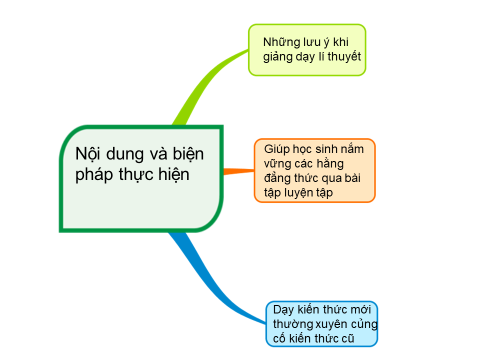 Những lưu ý khi
giảng dạy lí thuyết
Nội dung và biện
pháp thực hiện
Giúp học sinh nắm
vững các hằng
đẳng thức qua bài
tập luyện tập
Dạy kiến thức mới
thường xuyên củng
cố kiến thức cũ